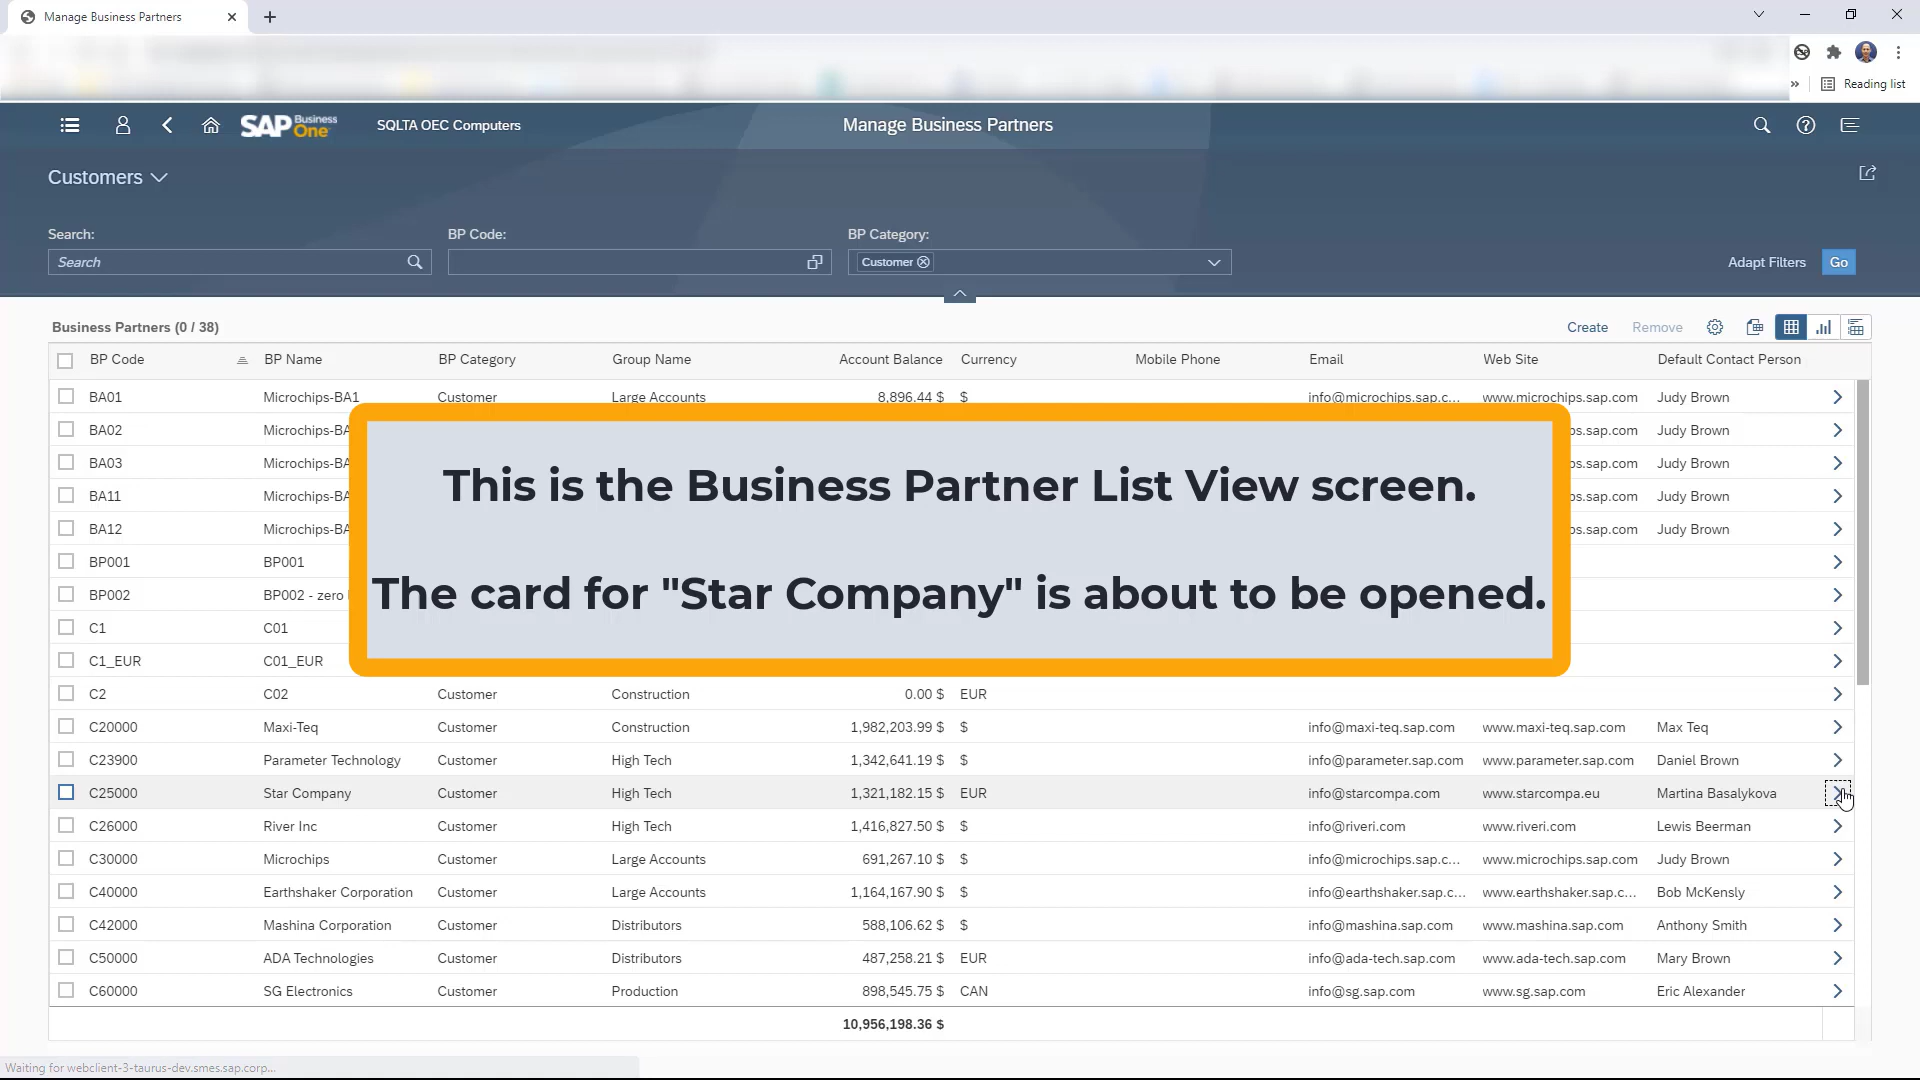 Manage Business Partners
Reading list
SAP Business One
SQLTA OEC Computers
Manage Business Partners
Customers
Search:
BP Code:
BP Category:
Search
Customer
Adapt Filters
Go
Business Partners (0 / 38)
Create
Remove
BP Code BP Name BP Category Group Name Account Balance Currency Mobile Phone Email Web Site Default Contact Person
BA01 Microchips-BA1 Customer Large Accounts 8,896.44 $ $ info@microchips.sap.c... www.microchips.sap.com Judy Brown
BA02 Microchips-BA ps.sap.com Judy Brown
BA03 Microchips-BA ps.sap.com Judy Brown
BA11 Microchips-BA ps.sap.com Judy Brown
BA12 Microchips-BA ps.sap.com Judy Brown
BP001 BP001
BP002 BP002 - zero
C1 C01
C1_EUR C01_EUR
This is the Business Partner List View screen.
The card for "Star Company" is about to be opened.
C2 C02 Customer Construction 0.00 $ EUR
C20000 Maxi-Teq Customer Construction 1,982,203.99 $ $ info@maxi-teq.sap.com www.maxi-teq.sap.com Max Teq
C23900 Parameter Technology Customer High Tech 1,342,641.19 $ $ info@parameter.sap.com www.parameter.sap.com Daniel Brown
C25000 Star Company Customer High Tech 1,321,182.15 $ EUR info@starcompa.com www.starcompa.eu Martina Basalykova
C26000 River Inc Customer High Tech 1,416,827.50 $ $ info@riveri.com www.riveri.com Lewis Beerman
C30000 Microchips Customer Large Accounts 691,267.10 $ $ info@microchips.sap.c... www.microchips.sap.com Judy Brown
C40000 Earthshaker Corporation Customer Large Accounts 1,164,167.90 $ $ info@earthshaker.sap.c... www.earthshaker.sap.c... Bob McKensly
C42000 Mashina Corporation Customer Distributors 588,106.62 $ $ info@mashina.sap.com www.mashina.sap.com Anthony Smith
C50000 ADA Technologies Customer Distributors 487,258.21 $ EUR info@ada-tech.sap.com www.ada-tech.sap.com Mary Brown
C60000 SG Electronics Customer Production 898,545.75 $ CAN info@sg.sap.com www.sg.sap.com Eric Alexander
10,956,198.36 $
Waiting for webclient-3-taurus-dev.smes.sap.corp...